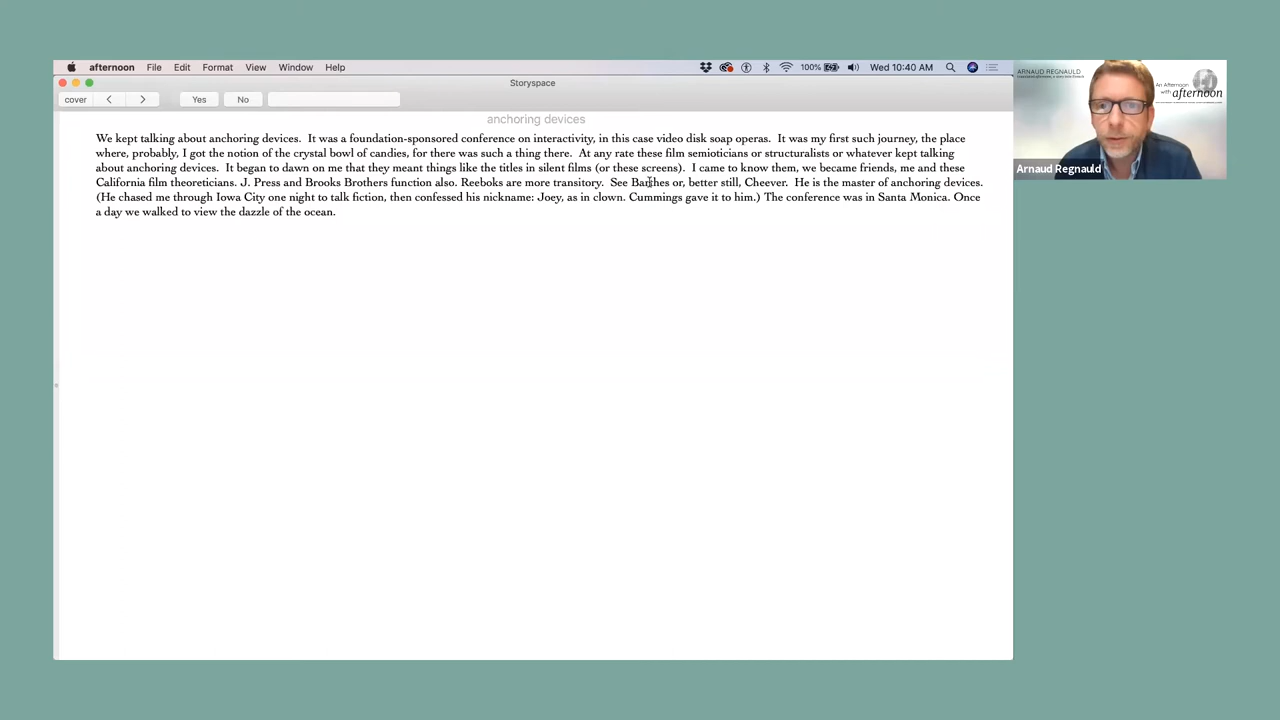 afternoon File Edit Format View Window Help 100% Wed 10:40 AM
Storyspace
cover Yes No
anchoring devices
We kept talking about anchoring devices. It was a foundation-sponsored conference on interactivity, in this case video disk soap operas. It was my first such journey, the place
where, probably, I got the notion of the crystal bowl of candies, for there was such a thing there. At any rate these film semioticians or structuralists or whatever kept talking
about anchoring devices. It began to dawn on me that they meant things like the titles in silent films (or these screens). I came to know them, we became friends, me and these
California film theoreticians. J. Press and Brooks Brothers function also. Reeboks are more transitory. See Barthes or, better still, Cheever. He is the master of anchoring devices.
(He chased me through Iowa City one night to talk fiction, then confessed his nickname: Joey, as in clown. Cummings gave it to him.) The conference was in Santa Monica. Once
a day we walked to view the dazzle of the ocean.
ARNAUD REGNAULD
An Afternoon
with afternoon
Arnaud Regnauld